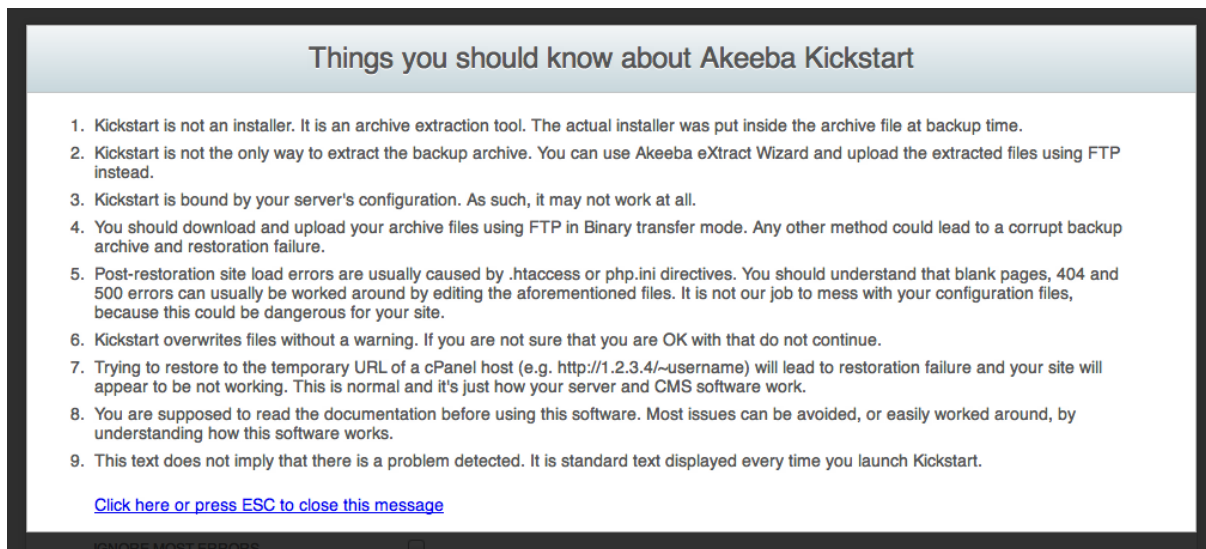 Things you should know about Akeeba Kickstart
1. Kickstart is not an installer. It is an archive extraction tool. The actual installer was put inside the archive file at backup time.
2. Kickstart is not the only way to extract the backup archive. You can use Akeeba eXtract Wizard and upload the extracted files using FTP
instead.
3. Kickstart is bound by your server's configuration. As such, it may not work at all.
4. You should download and upload your archive files using FTP in Binary transfer mode. Any other method could lead to a corrupt backup
archive and restoration failure.
5. Post-restoration site load errors are usually caused by .htaccess or php.ini directives. You should understand that blank pages, 404 and
500 errors can usually be worked around by editing the aforementioned files. It is not our job to mess with your configuration files,
because this could be dangerous for your site.
6. Kickstart overwrites files without a warning. If you are not sure that you are OK with that do not continue.
7. Trying to restore to the temporary URL of a cPanel host (e.g. http://1.2.3.4/~username) will lead to restoration failure and your site will
appear to be not working. This is normal and it's just how your server and CMS software work.
8. You are supposed to read the documentation before using this software. Most issues can be avoided, or easily worked around, by
understanding how this software works.
9. This text does not imply that there is a problem detected. It is standard text displayed every time you launch Kickstart.
Click here or press ESC to close this message
IGNORE MOST ERRORS